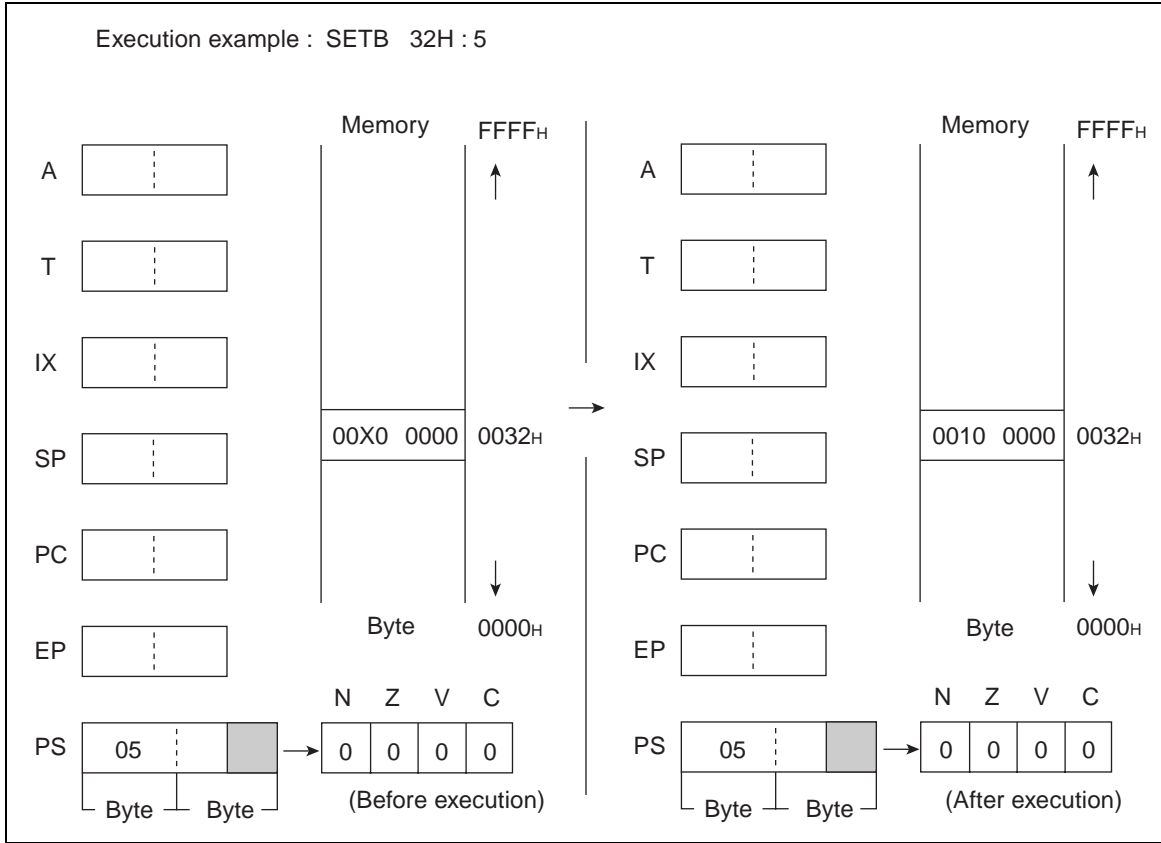 Execution example : SETB 32H : 5
Memory FFFFH
A
T
IX
SP
PC
EP
PS
00X0 0000 0032H
Byte 0000H
N Z V C
05
0 0 0 0
Byte Byte
(Before execution)
Memory FFFFH
A
T
IX
SP
PC
EP
PS
0010 0000 0032H
Byte 0000H
N Z V C
05
0 0 0 0
Byte Byte
(After execution)